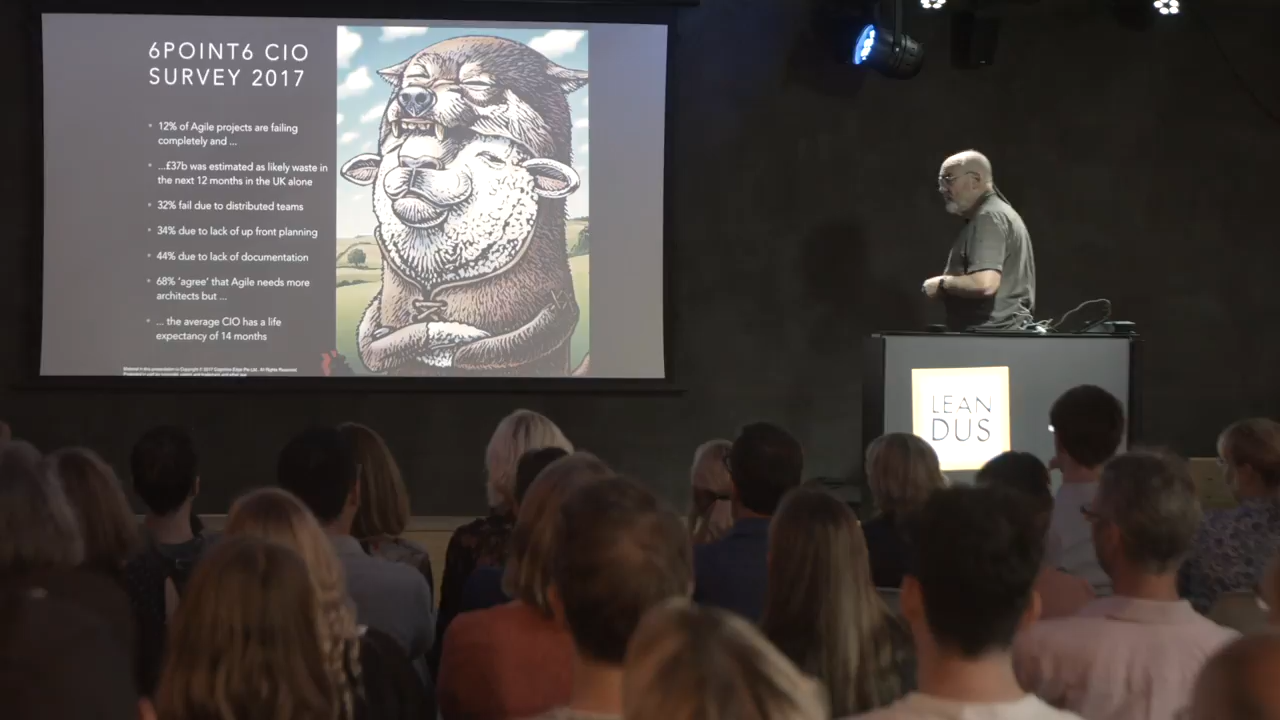 6POINT6 CIO
SURVEY 2017
12% of Agile projects are failing
completely and ...
...£37b was estimated as likely waste in
the next 12 months in the UK alone
32% fail due to distributed teams
34% due to lack of up front planning
44% due to lack of documentation
68% 'agree' that Agile needs more
architects but ...
... the average CIO has a life
expectancy of 14 months
LEAN
DUS